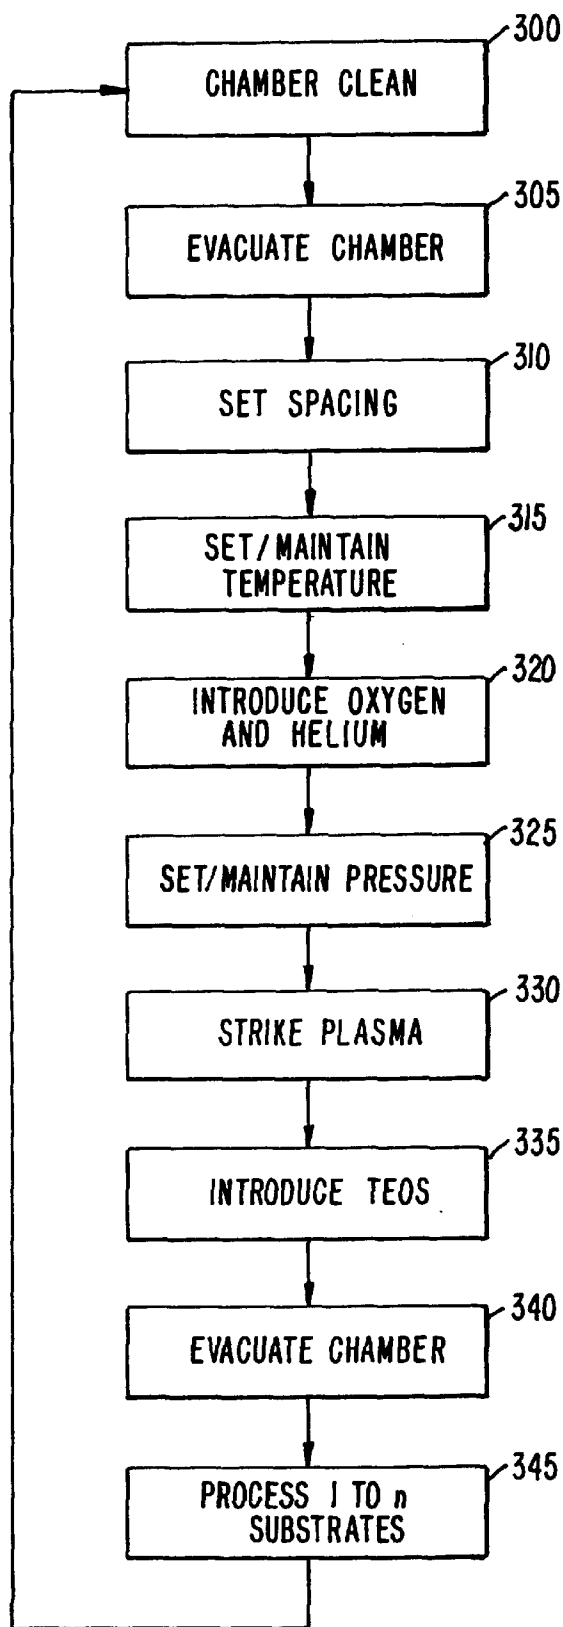 300
CHAMBER CLEAN
305
EVACUATE CHAMBER
310
SET SPACING
315
SET/MAINTAIN
TEMPERATURE
320
INTRODUCE OXYGEN
AND HELIUM
325
SET/MAINTAIN PRESSURE
330
STRIKE PLASMA
335
INTRODUCE TEOS
340
EVACUATE CHAMBER
345
PROCESS 1 TO n
SUBSTRATES